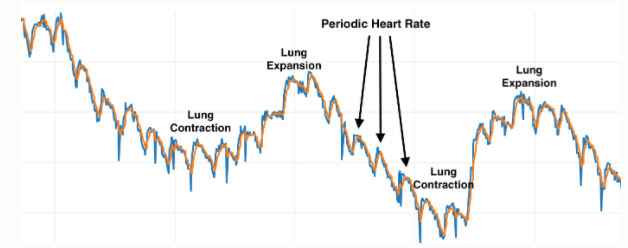 Periodic Heart Rate
Lung
Expansion
Lung
Expansion
Lung
Contraction
Lung
Contraction